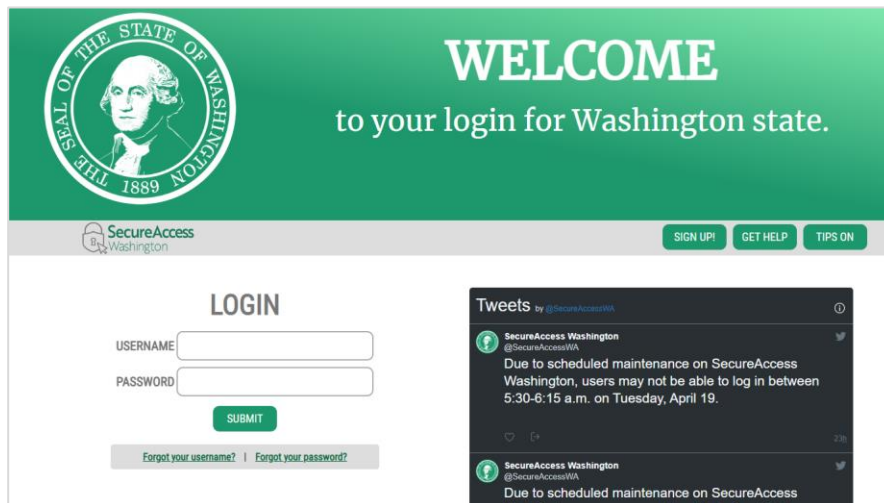 THE SEAL OF THE STATE OF WASHINGTON
1889
WELCOME
to your login for Washington state.
SecureAccess
Washington
SIGN UP!
GET HELP
TIPS ON
LOGIN
USERNAME
PASSWORD
SUBMIT
Forgot your username? | Forgot your password?
Tweets by @SecureAccessWA
SecureAccess Washington
@SecureAccessWA
Due to scheduled maintenance on SecureAccess
Washington, users may not be able to log in between
5:30-6:15 a.m. on Tuesday, April 19.
23h
SecureAccess Washington
@SecureAccessWA
Due to scheduled maintenance on SecureAccess